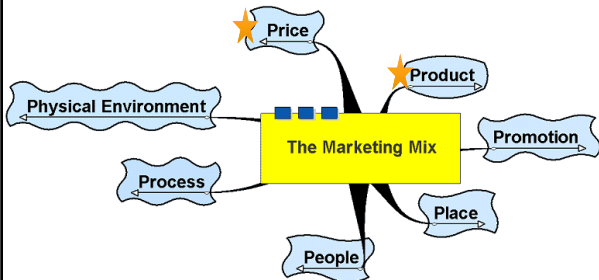 Price
Product
Physical Environment
Promotion
The Marketing Mix
Process
Place
People